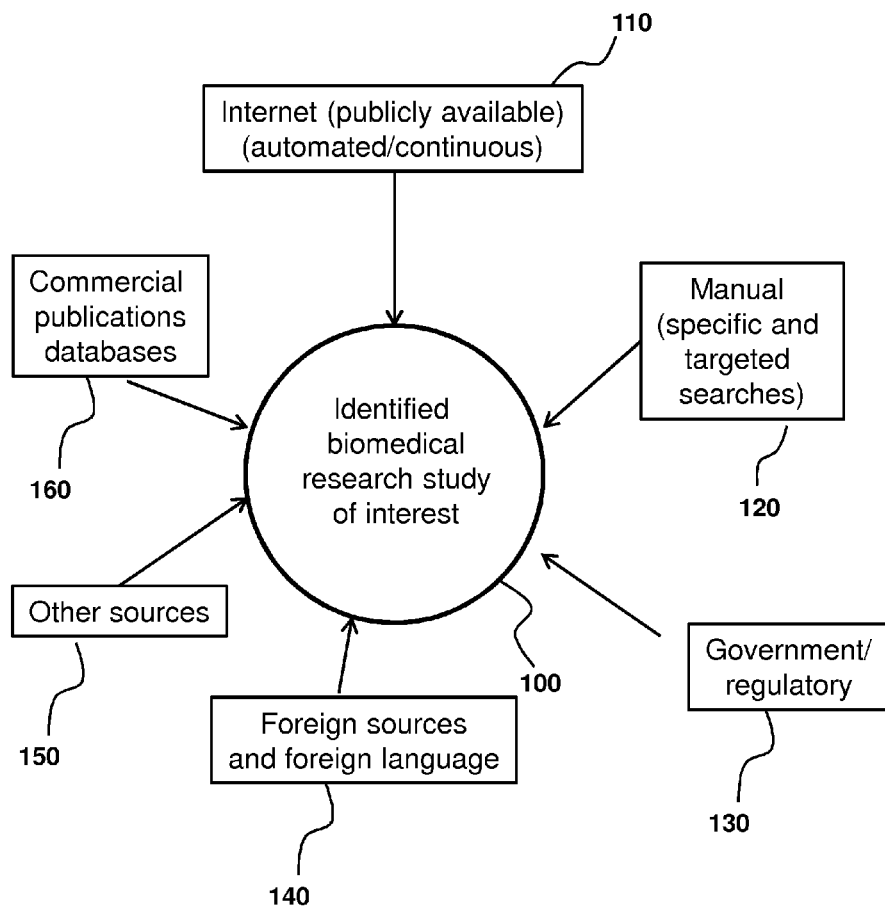 110
Internet (publicly available)
(automated/continuous)
Commercial
publications
databases
160
Manual
(specific and
targeted
searches)
120
Identified
biomedical
research study
of interest
100
Other sources
150
Foreign sources
and foreign language
140
Government/
regulatory
130